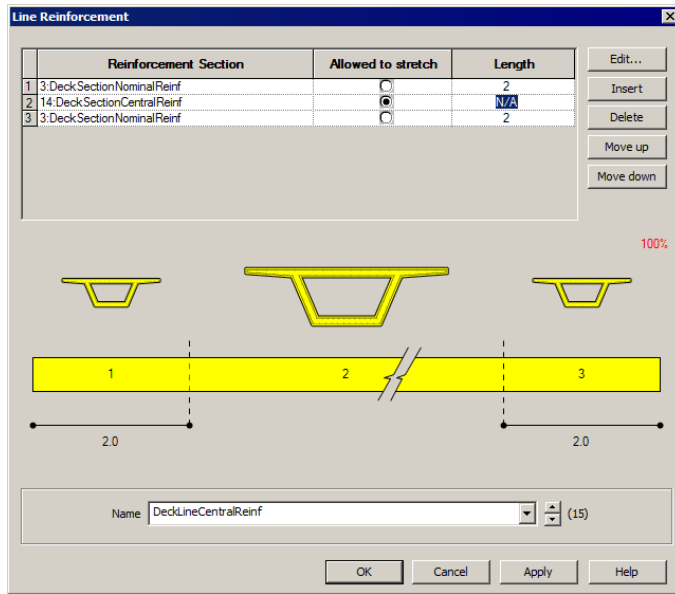 Line Reinforcement
Reinforcement Section Allowed to stretch Length
1 3:DeckSectionNominalReinf 2
2 14:DeckSectionCentralReinf N/A
3 3:DeckSectionNominalReinf 2
Edit...
Insert
Delete
Move up
Move down
100%
1 2 3
2.0 2.0
Name DeckLineCentralReinf (15)
OK Cancel Apply Help